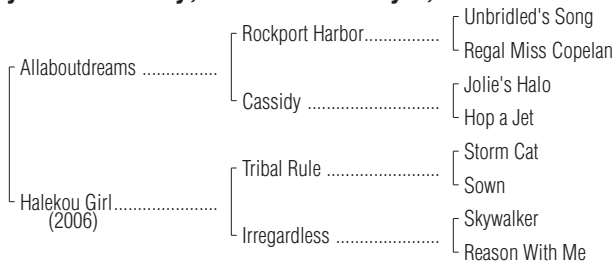 Unbridled's Song
Rockport Harbor
Regal Miss Copelan
Allaboutdreams
Jolie's Halo
Cassidy
Hop a Jet
Storm Cat
Tribal Rule
Sown
Halekou Girl
(2006)
Skywalker
Irregardless
Reason With Me